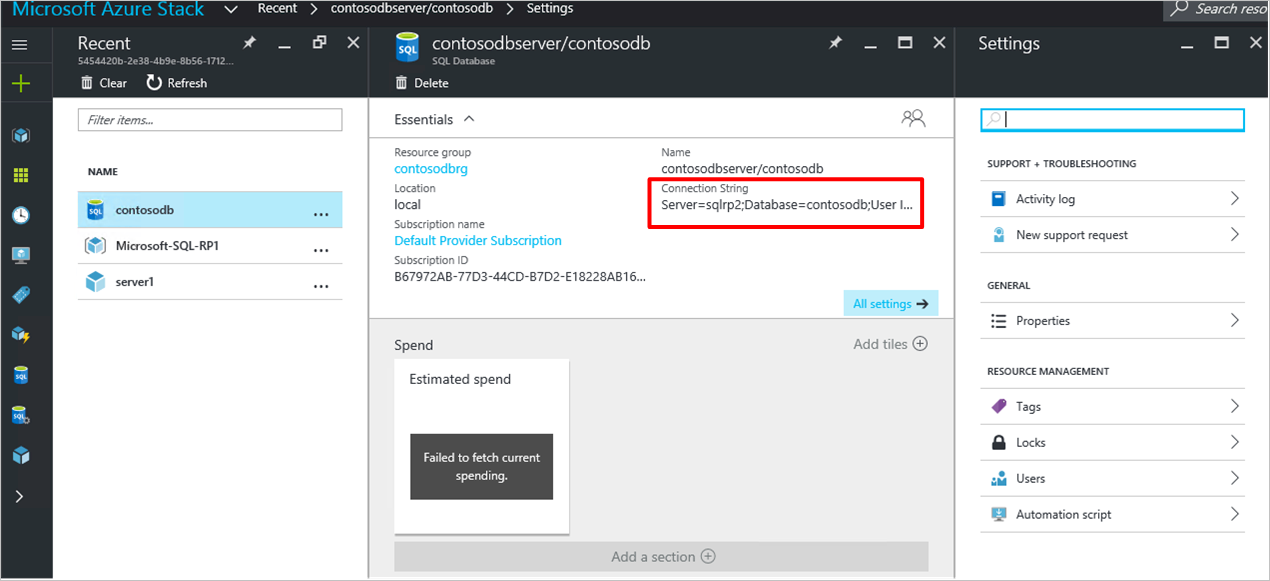 Microsoft Azure Stack
Recent > contosodbserver/contosodb > Settings
Search reso
Recent
5454420b-2e38-4b9e-8b56-1712...
Clear
Refresh
Filter items...
NAME
contosodb ...
Microsoft-SQL-RP1 ...
server1 ...
SQL
contosodbserver/contosodb
SQL Database
Delete
Essentials
Resource group
contosodbrg
Location
local
Subscription name
Default Provider Subscription
Subscription ID
B67972AB-77D3-44CD-B7D2-E18228AB16...
Name
contosodbserver/contosodb
Connection String
Server=sqlrp2;Database=contosodb;User I...
All settings →
Spend
Add tiles
Estimated spend
Failed to fetch current
spending.
Add a section
Settings
SUPPORT + TROUBLESHOOTING
Activity log
New support request
GENERAL
Properties
RESOURCE MANAGEMENT
Tags
Locks
Users
Automation script